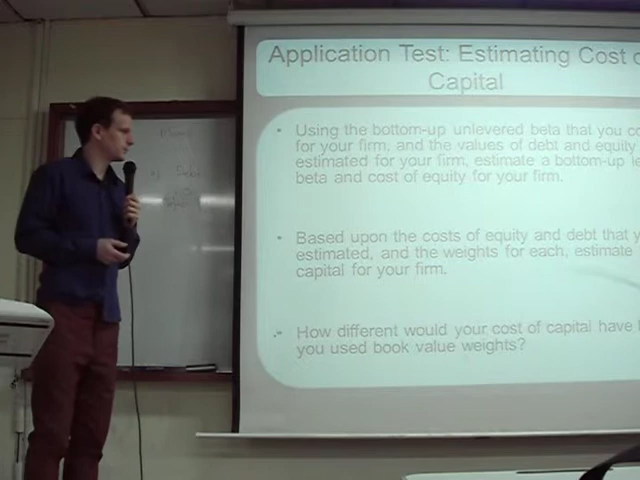 Application Test: Estimating Cost
Capital
• Using the bottom-up unlevered beta that you
for your firm, and the values of debt and equity
estimated for your firm, estimate a bottom-up
beta and cost of equity for your firm.
• Based upon the costs of equity and debt that
estimated, and the weights for each, estimate
capital for your firm.
• How different would your cost of capital have
you used book value weights?